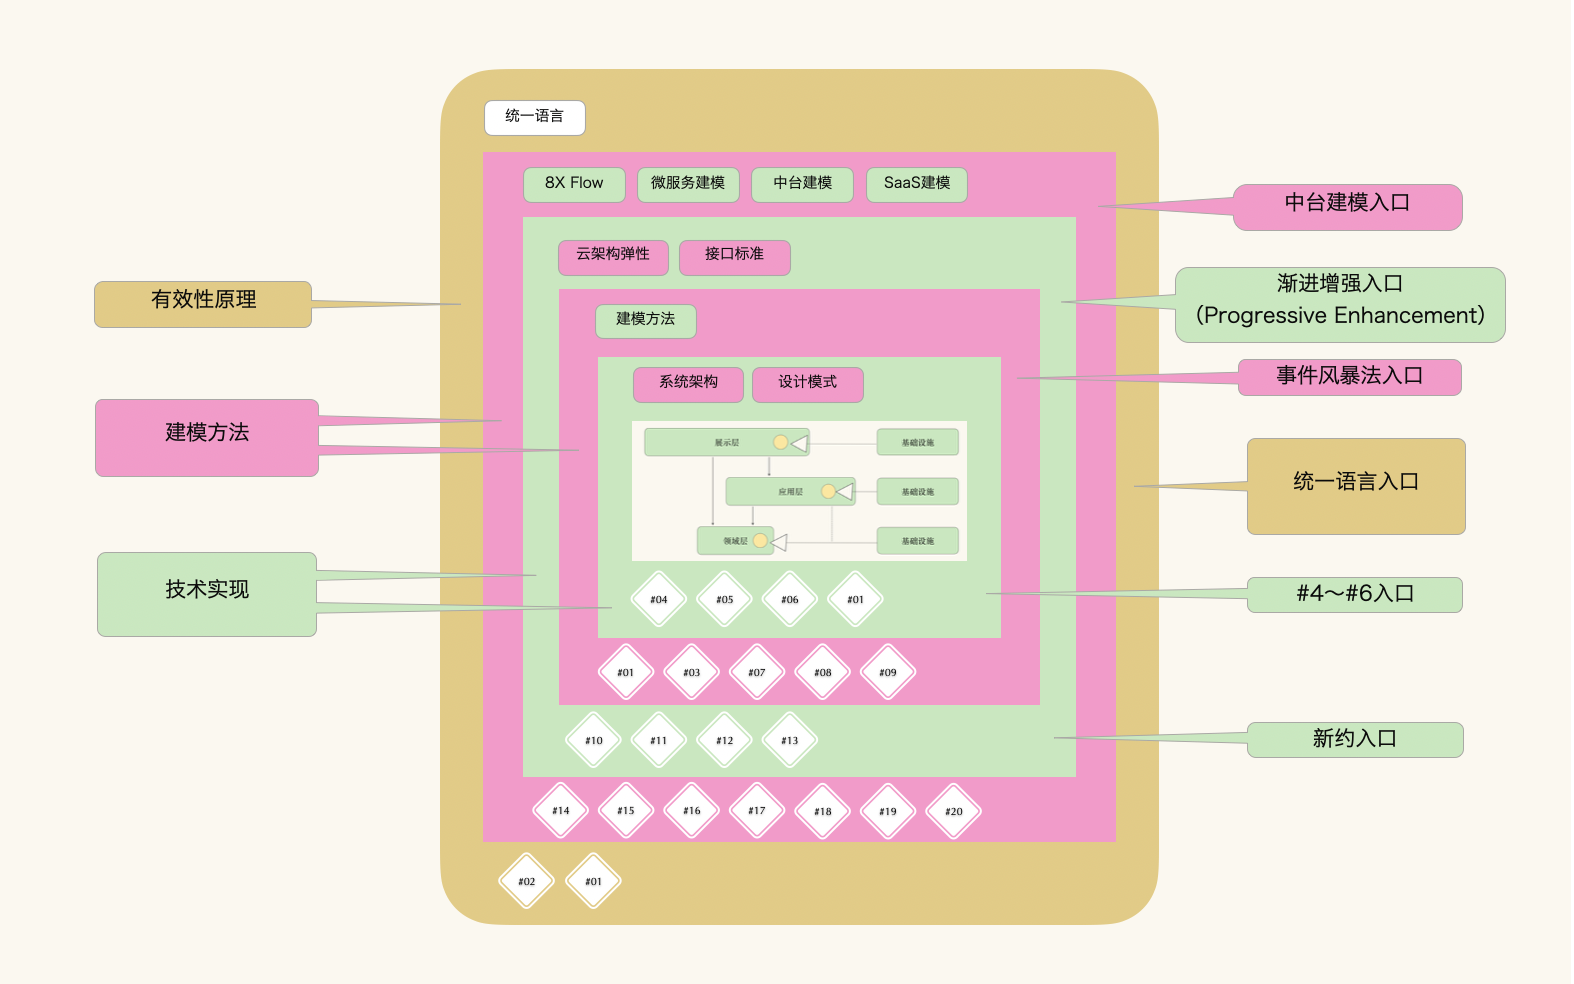 统一语言
8X Flow
微服务建模
中台建模
SaaS建模
中台建模入口
云架构弹性
接口标准
渐进增强入口
（Progressive Enhancement）
有效性原理
建模方法
事件风暴法入口
系统架构
设计模式
建模方法
展示层
基础设施
统一语言入口
应用层
基础设施
领域层
基础设施
技术实现
#04
#05
#06
#01
#4～#6入口
#01
#03
#07
#08
#09
#10
#11
#12
#13
新约入口
#14
#15
#16
#17
#18
#19
#20
#02
#01